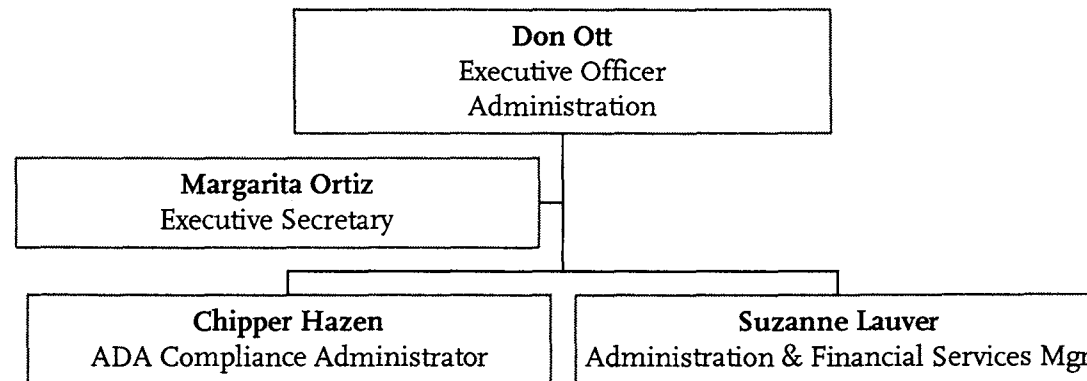 Don Ott
Executive Officer
Administration
Margarita Ortiz
Executive Secretary
Chipper Hazen
ADA Compliance Administrator
Suzanne Lauver
Administration & Financial Services Mgr